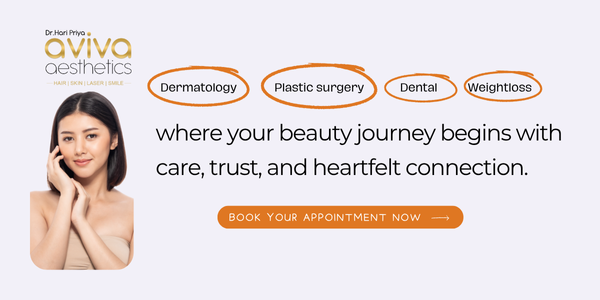 Dr.Hari Priya
aviva
aesthetics
HAIR | SKIN | LASER | SMILE
Dermatology Plastic surgery Dental Weightloss
where your beauty journey begins with
care, trust, and heartfelt connection.
BOOK YOUR APPOINTMENT NOW